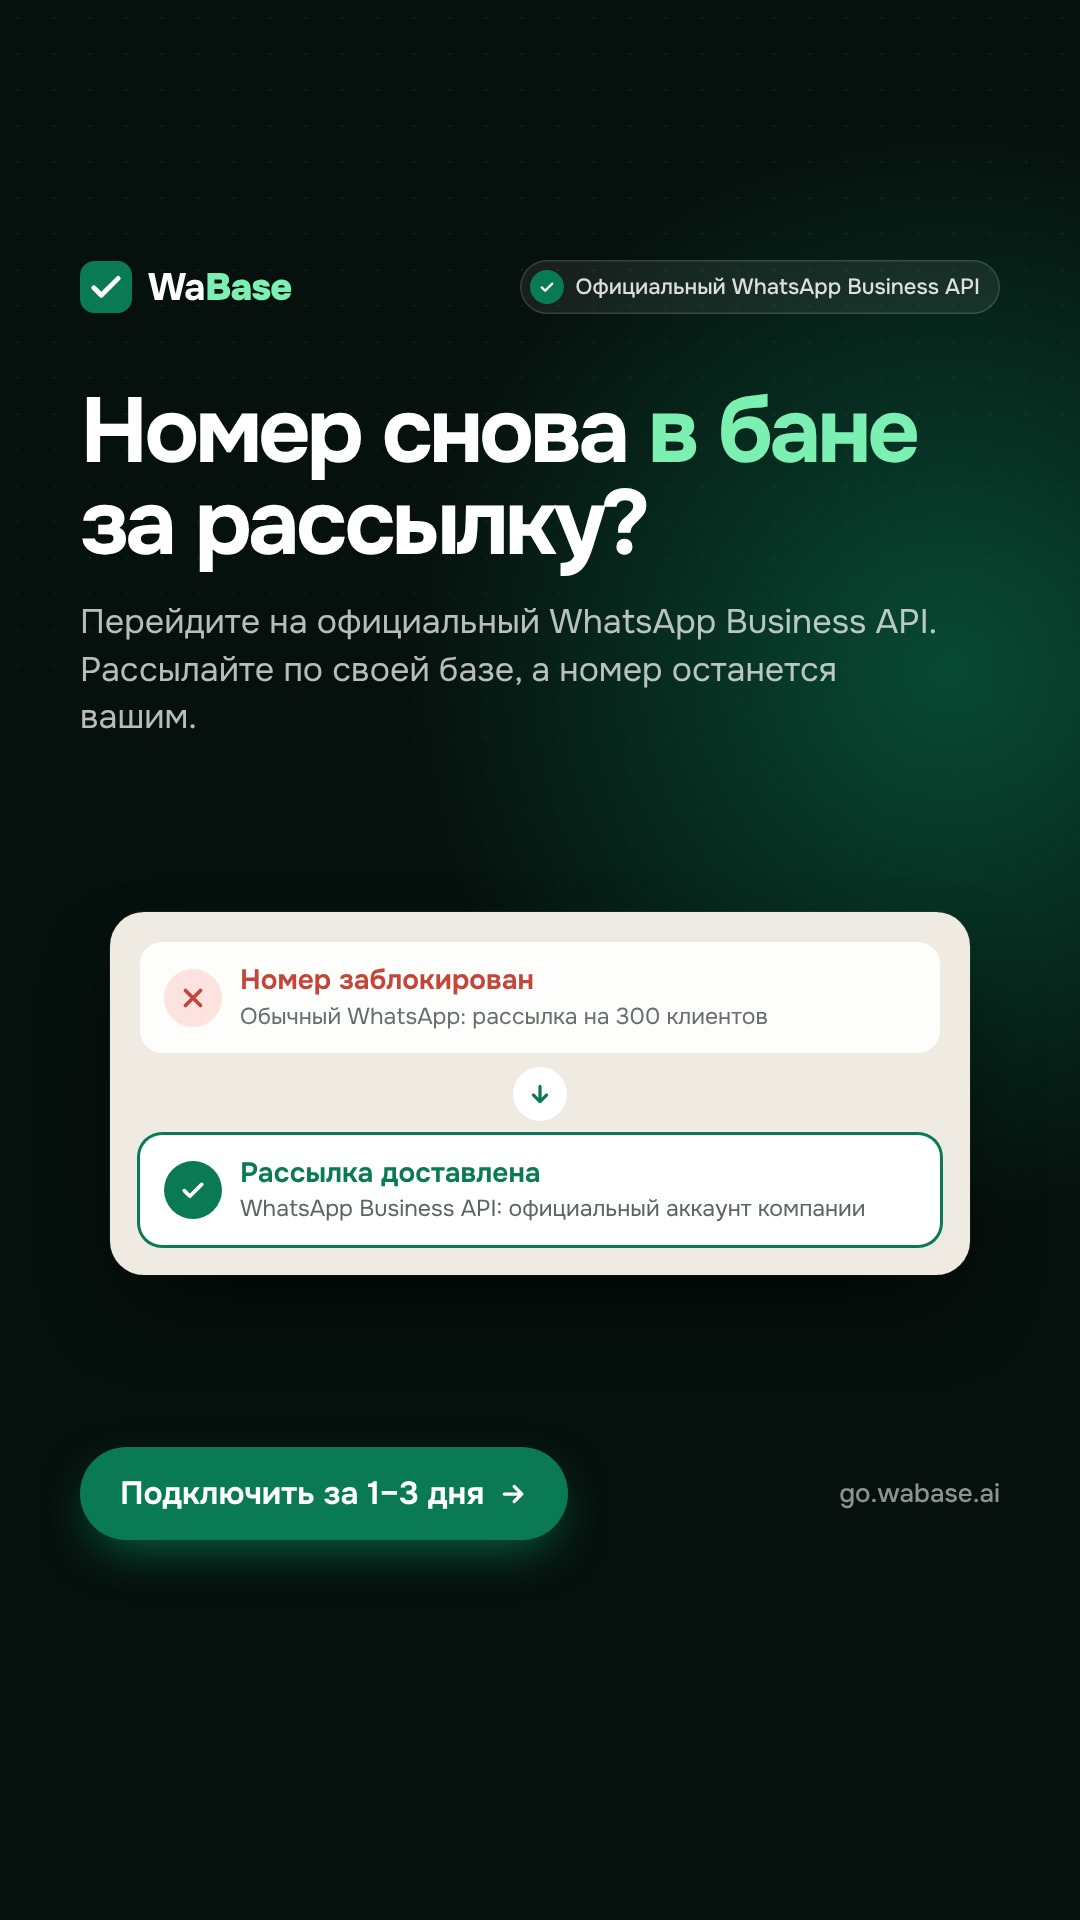 WaBase
Официальный WhatsApp Business API
Номер снова в бане
за рассылку?
Перейдите на официальный WhatsApp Business API.
Рассылайте по своей базе, а номер останется
вашим.
Номер заблокирован
Обычный WhatsApp: рассылка на 300 клиентов
Рассылка доставлена
WhatsApp Business API: официальный аккаунт компании
Подключить за 1–3 дня →
go.wabase.ai